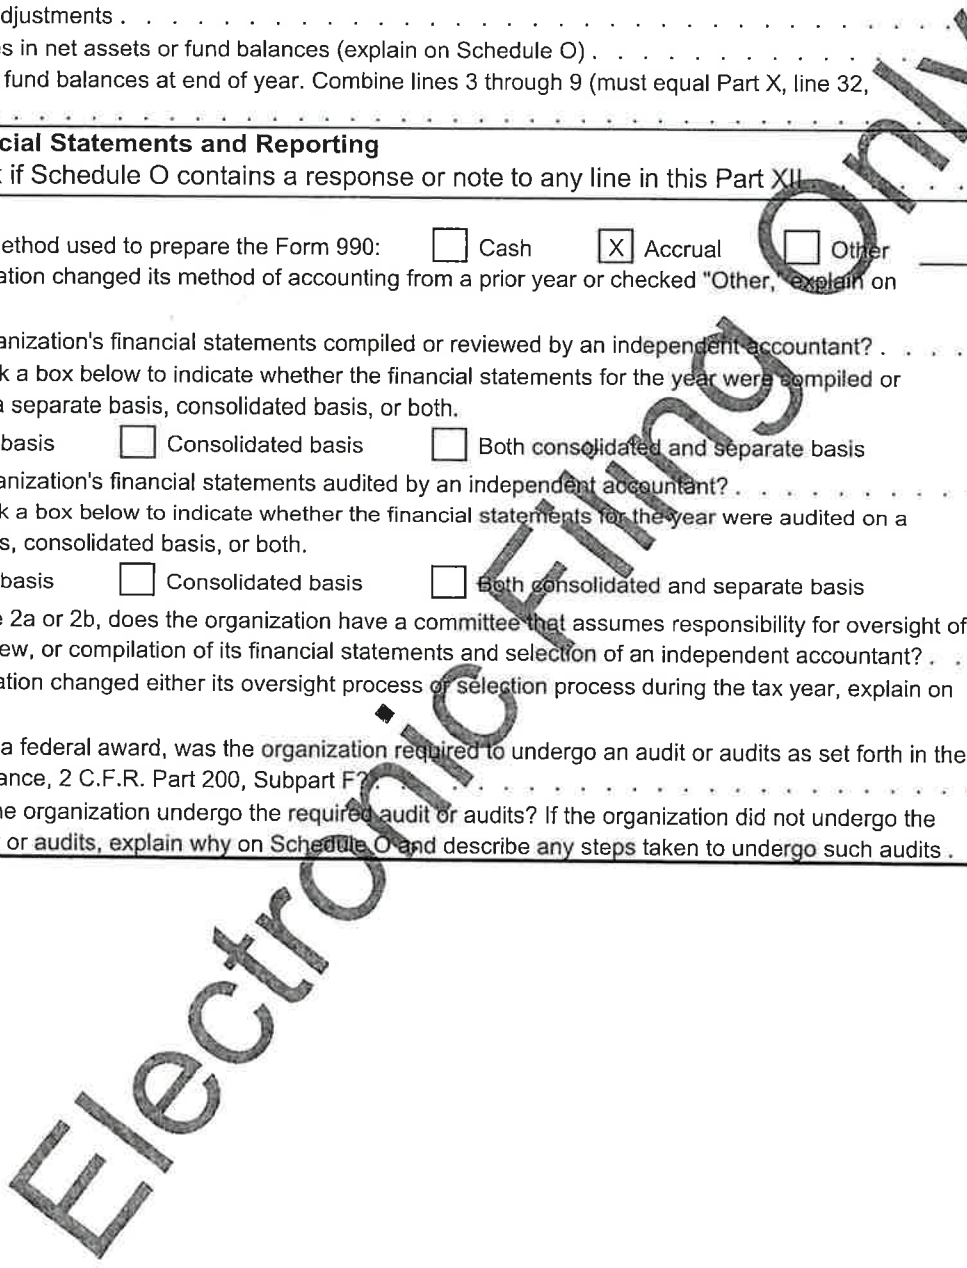 djustments . . . . . . . . . . . . . . . . . . . . . . . . . . .
s in net assets or fund balances (explain on Schedule O) . . . . . . . . . . . .
fund balances at end of year. Combine lines 3 through 9 (must equal Part X, line 32,
. . . . . . . . . . . . . . . . . . . . . . . . . . . . . . . .
cial Statements and Reporting
if Schedule O contains a response or note to any line in this Part XII . . . . .
ethod used to prepare the Form 990: Cash X Accrual Other
ation changed its method of accounting from a prior year or checked "Other," explain on
anization's financial statements compiled or reviewed by an independent accountant? . . . .
k a box below to indicate whether the financial statements for the year were compiled or
a separate basis, consolidated basis, or both.
basis Consolidated basis Both consolidated and separate basis
anization's financial statements audited by an independent accountant? . . . . . . . . .
k a box below to indicate whether the financial statements for the year were audited on a
s, consolidated basis, or both.
basis Consolidated basis Both consolidated and separate basis
e 2a or 2b, does the organization have a committee that assumes responsibility for oversight of
ew, or compilation of its financial statements and selection of an independent accountant? . .
ation changed either its oversight process or selection process during the tax year, explain on
a federal award, was the organization required to undergo an audit or audits as set forth in the
ance, 2 C.F.R. Part 200, Subpart F? . . . . . . . . . . . . . . . . . .
he organization undergo the required audit or audits? If the organization did not undergo the
or audits, explain why on Schedule O and describe any steps taken to undergo such audits .
Electronic Filing Only